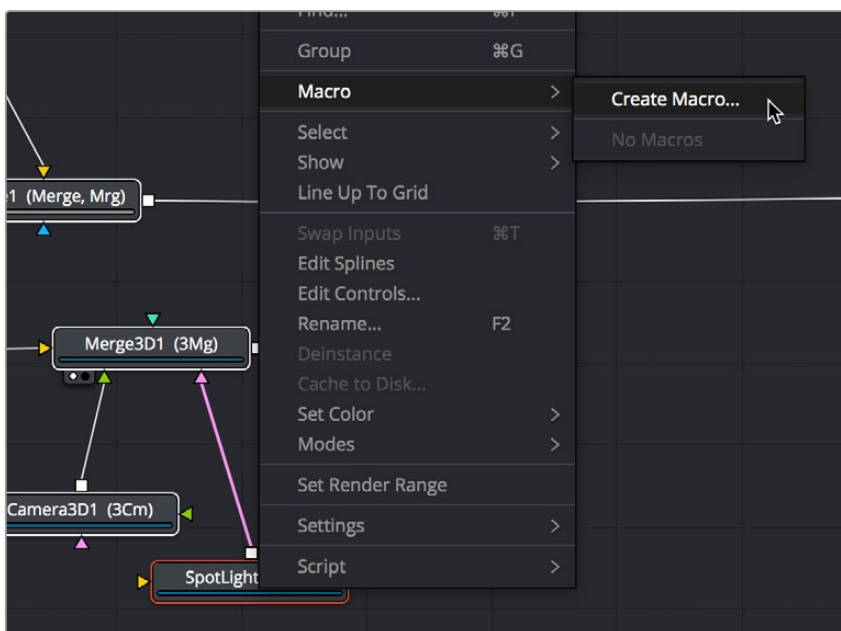 Find... ⌘F
Group ⌘G
Macro >
Create Macro...
No Macros
Select >
Show >
Line Up To Grid
1 (Merge, Mrg)
Swap Inputs ⌘T
Edit Splines
Edit Controls...
Rename... F2
Merge3D1 (3Mg)
Deinstance
Cache to Disk...
Set Color >
Modes >
Set Render Range
Camera3D1 (3Cm)
Settings >
Script >
SpotLight